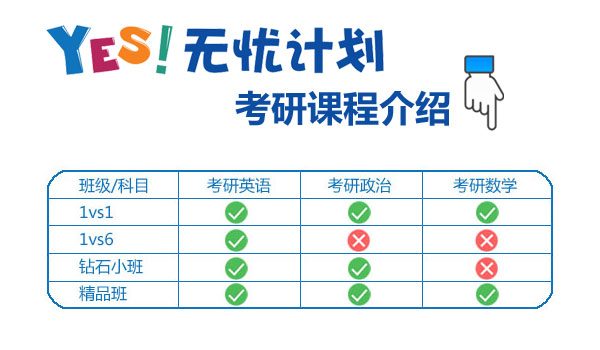 YES! 无忧计划
考研课程介绍
班级/科目 考研英语 考研政治 考研数学
1vs1
1vs6
钻石小班
精品班